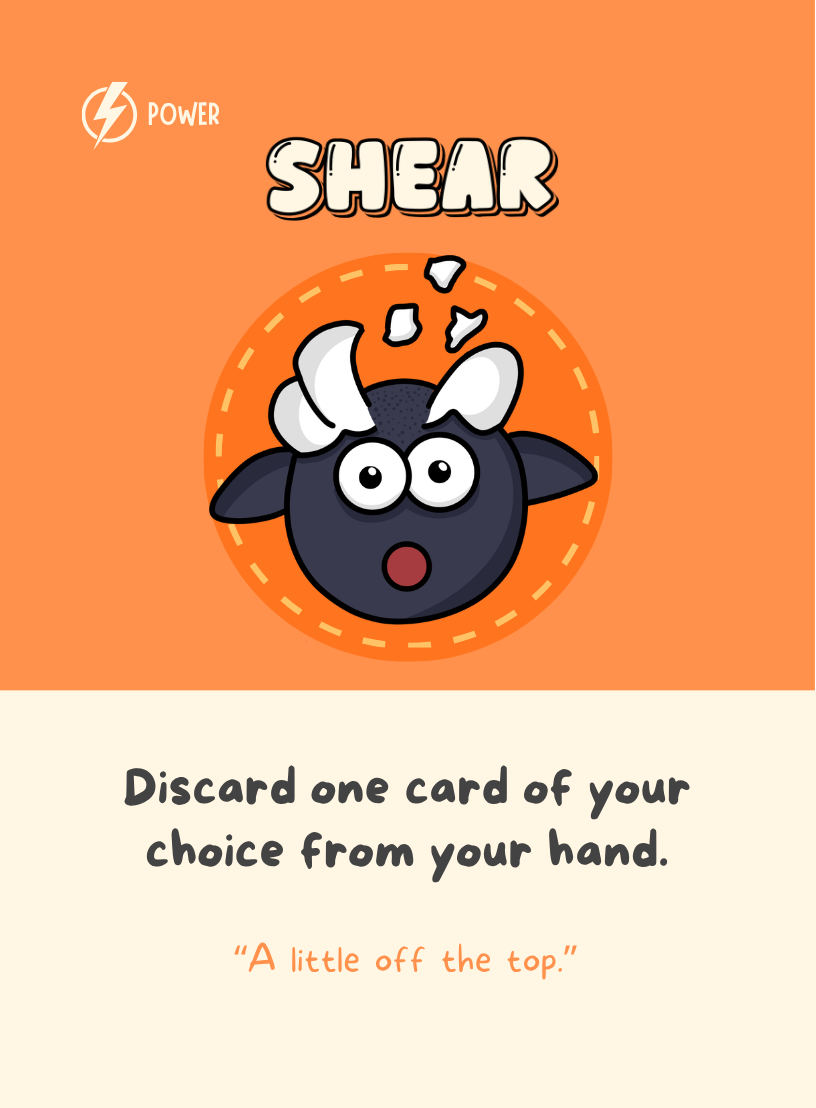 POWER
SHEAR
Discard one card of your
choice from your hand.
“A little off the top.”